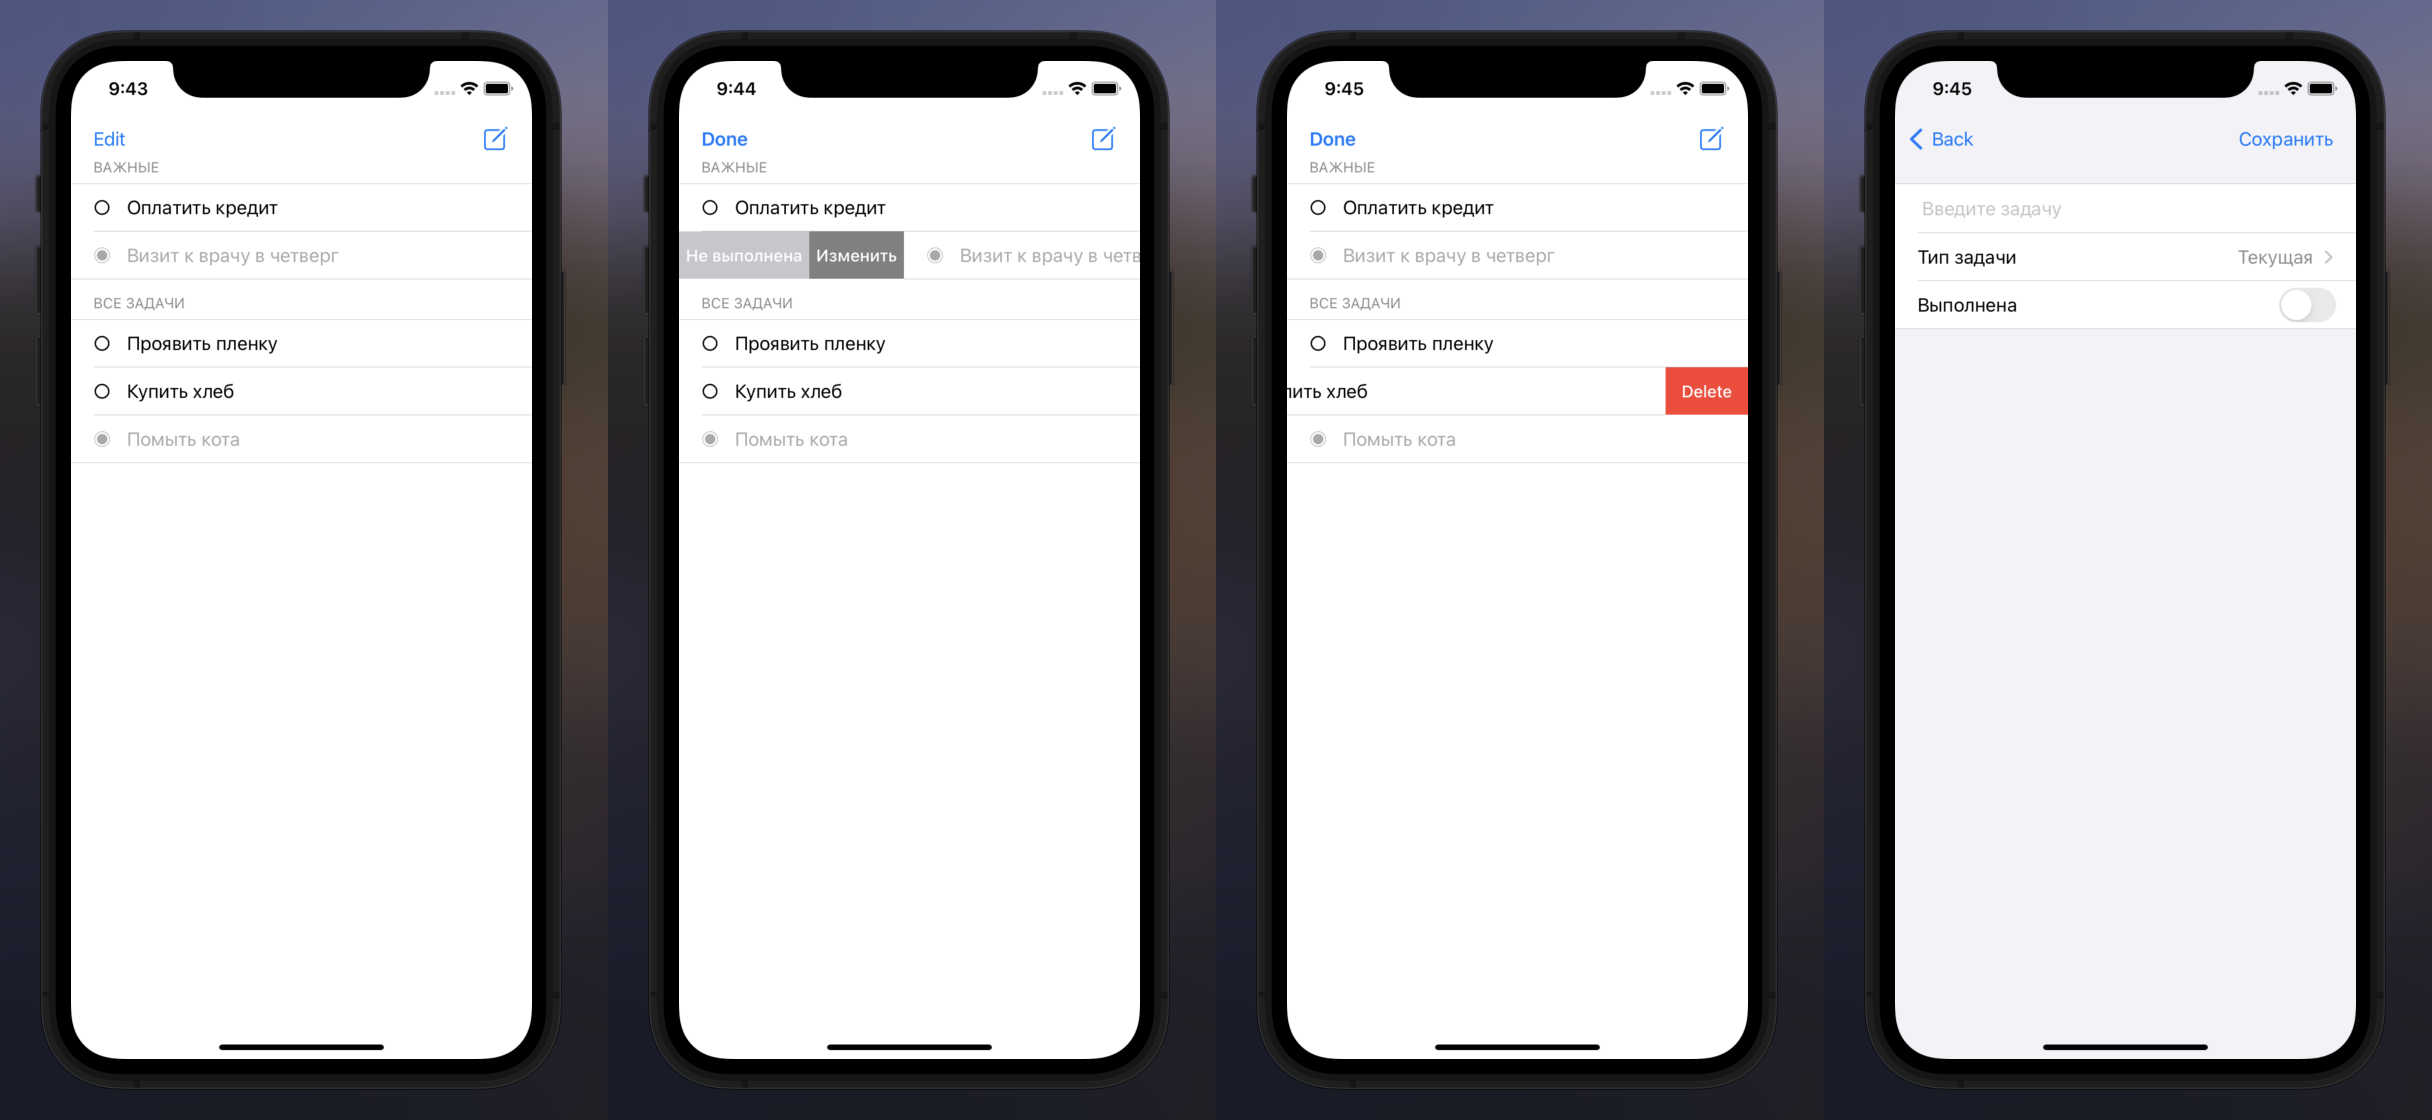 9:43
Edit
ВАЖНЫЕ
Оплатить кредит
Визит к врачу в четверг
ВСЕ ЗАДАЧИ
Проявить пленку
Купить хлеб
Помыть кота
9:44
Done
ВАЖНЫЕ
Оплатить кредит
Не выполнена Изменить Визит к врачу в четв
ВСЕ ЗАДАЧИ
Проявить пленку
Купить хлеб
Помыть кота
9:45
Done
ВАЖНЫЕ
Оплатить кредит
Визит к врачу в четверг
ВСЕ ЗАДАЧИ
Проявить пленку
пить хлеб Delete
Помыть кота
9:45
Back Сохранить
Введите задачу
Тип задачи Текущая
Выполнена